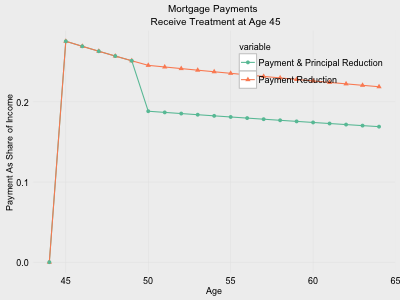 Mortgage Payments
Receive Treatment at Age 45
variable
Payment & Principal Reduction
Payment Reduction
Payment As Share of Income
0.2
0.1
0.0
45 50 55 60 65
Age